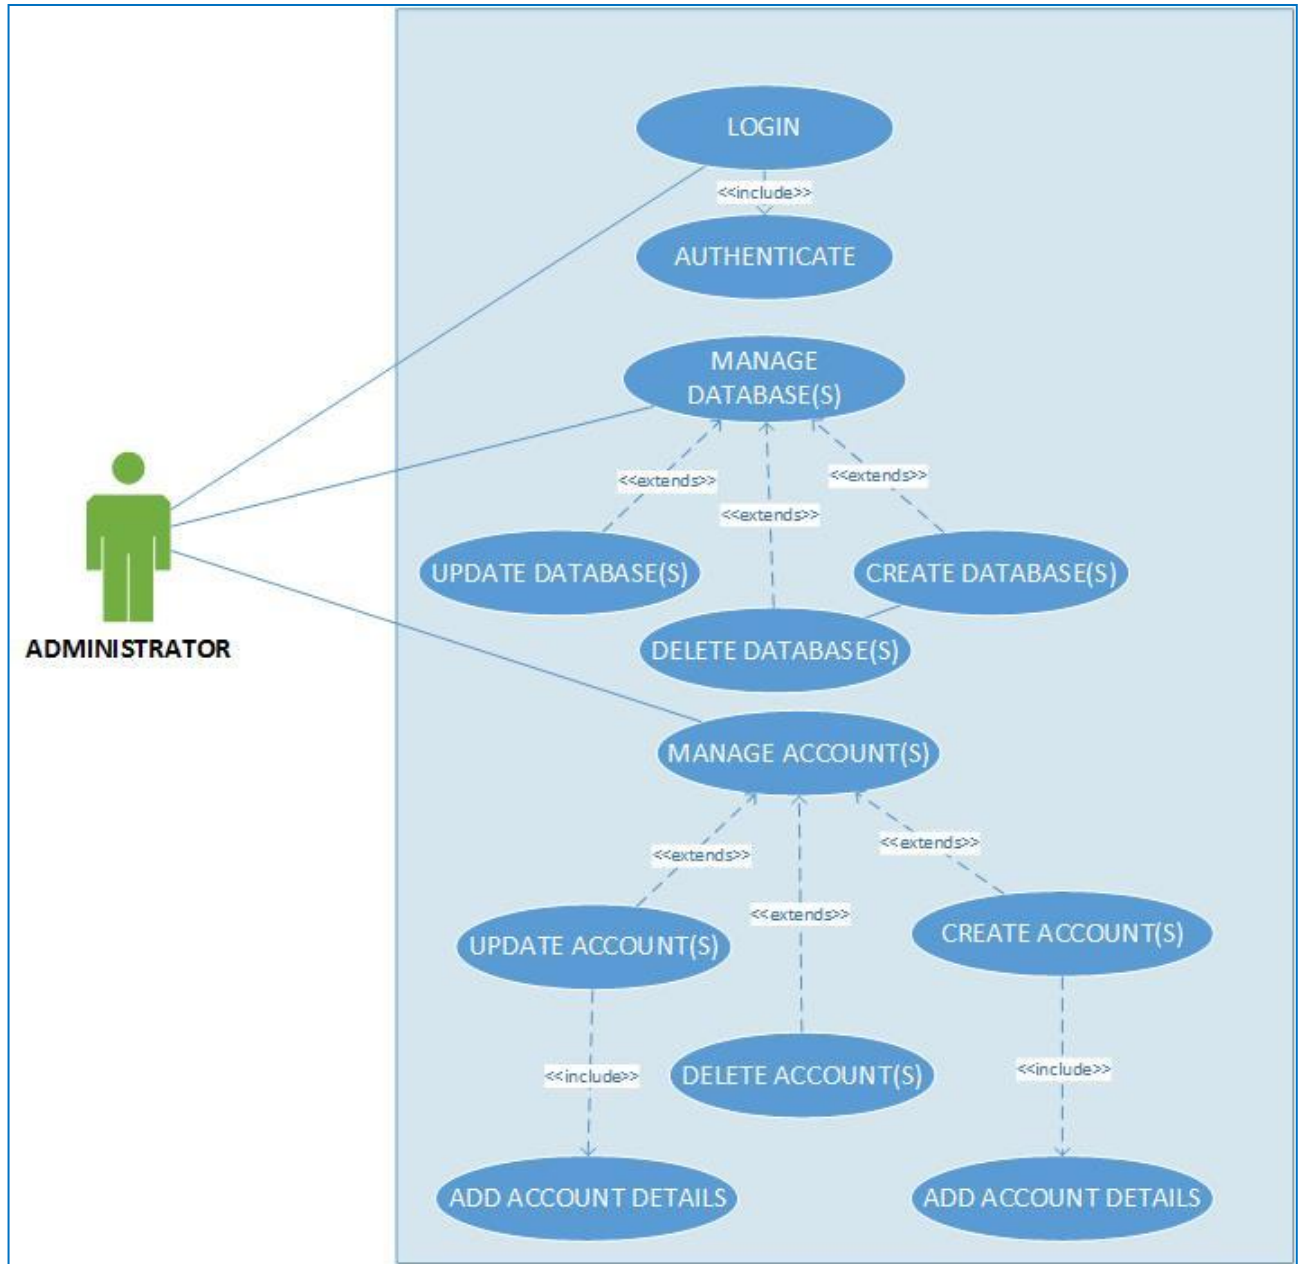 LOGIN
<<include>>
AUTHENTICATE
MANAGE
DATABASE(S)
<<extends>>
<<extends>>
<<extends>>
UPDATE DATABASE(S)
CREATE DATABASE(S)
DELETE DATABASE(S)
ADMINISTRATOR
MANAGE ACCOUNT(S)
<<extends>>
<<extends>>
<<extends>>
UPDATE ACCOUNT(S)
CREATE ACCOUNT(S)
<<include>>
DELETE ACCOUNT(S)
<<include>>
ADD ACCOUNT DETAILS
ADD ACCOUNT DETAILS